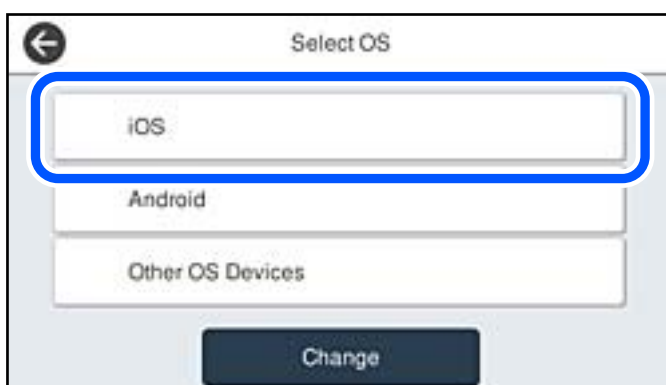 Select OS
iOS
Android
Other OS Devices
Change